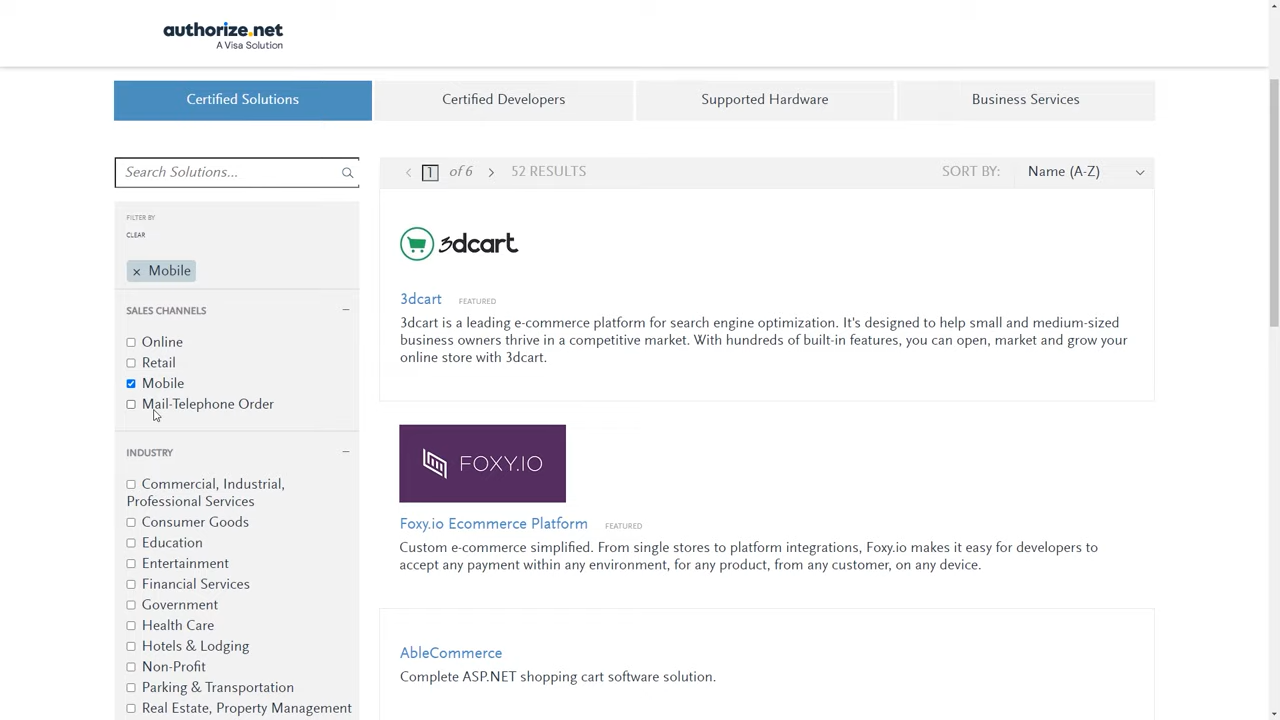 authorize.net
A Visa Solution
Certified Solutions
Certified Developers
Supported Hardware
Business Services
Search Solutions...
1 of 6
52 RESULTS
SORT BY:
Name (A-Z)
FILTER BY
CLEAR
× Mobile
SALES CHANNELS
Online
Retail
Mobile
Mail-Telephone Order
INDUSTRY
Commercial, Industrial,
Professional Services
Consumer Goods
Education
Entertainment
Financial Services
Government
Health Care
Hotels & Lodging
Non-Profit
Parking & Transportation
Real Estate, Property Management
3dcart
3dcart FEATURED
3dcart is a leading e-commerce platform for search engine optimization. It's designed to help small and medium-sized
business owners thrive in a competitive market. With hundreds of built-in features, you can open, market and grow your
online store with 3dcart.
FOXY.IO
Foxy.io Ecommerce Platform FEATURED
Custom e-commerce simplified. From single stores to platform integrations, Foxy.io makes it easy for developers to
accept any payment within any environment, for any product, from any customer, on any device.
AbleCommerce
Complete ASP.NET shopping cart software solution.